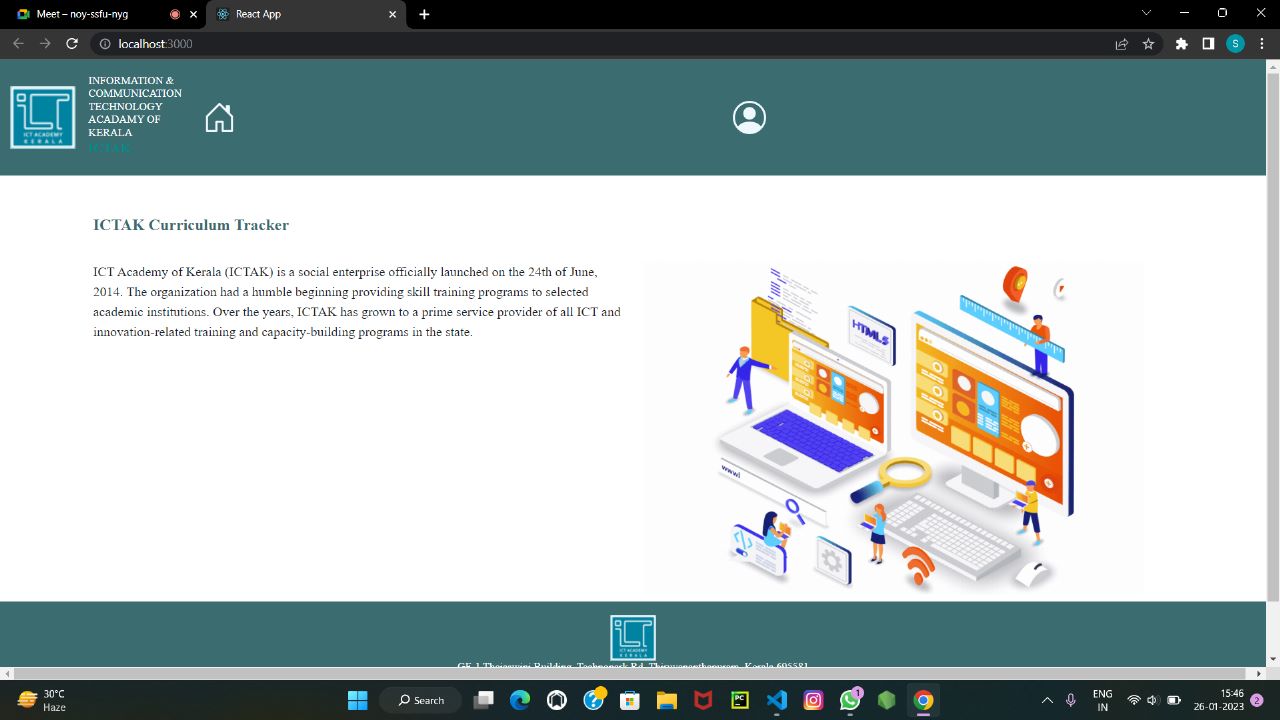 Meet – noy-ssfu-nyg
React App
localhost:3000
S
ICT ACADEMY
KERALA
INFORMATION &
COMMUNICATION
TECHNOLOGY
ACADAMY OF
KERALA
ICTAK
ICTAK Curriculum Tracker
ICT Academy of Kerala (ICTAK) is a social enterprise officially launched on the 24th of June,
2014. The organization had a humble beginning providing skill training programs to selected
academic institutions. Over the years, ICTAK has grown to a prime service provider of all ICT and
innovation-related training and capacity-building programs in the state.
HTML5
www
ICT ACADEMY
KERALA
GF-1 Thejaswini Building, Technopark Rd, Thiruvananthapuram, Kerala 695581
30°C
Haze
Search
PC
1
ENG
IN
15:46
26-01-2023
2